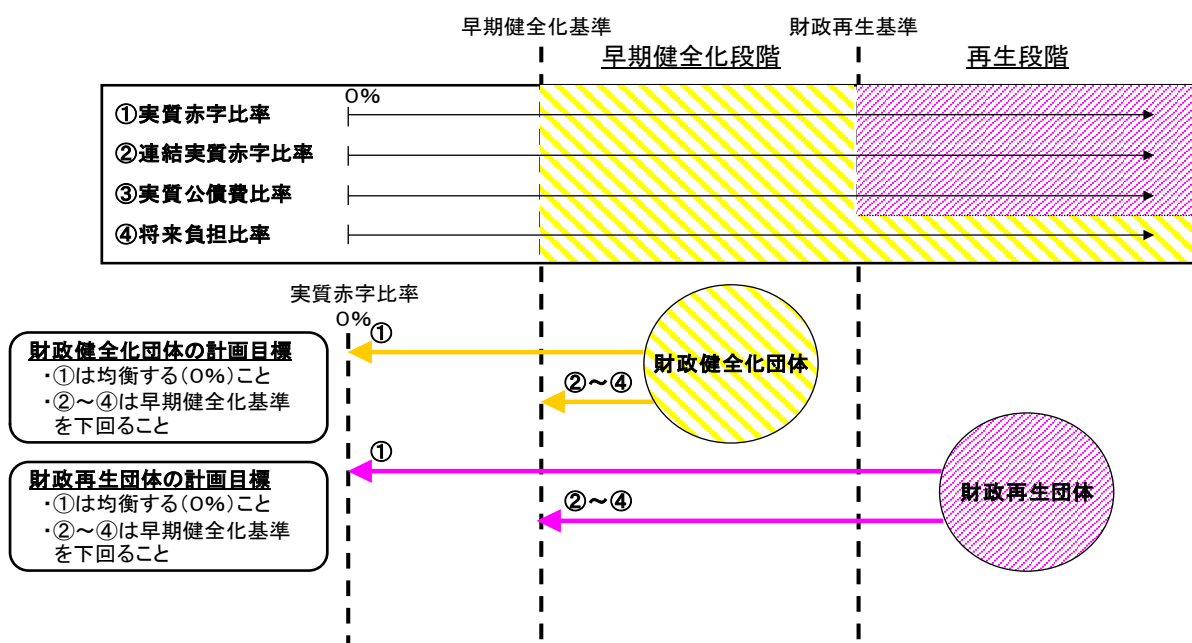 早期健全化基準
財政再生基準
早期健全化段階
再生段階
0%
①実質赤字比率
②連結実質赤字比率
③実質公債費比率
④将来負担比率
実質赤字比率
0%
財政健全化団体の計画目標
・①は均衡する(0%)こと
・②～④は早期健全化基準
を下回ること
①
②～④
財政健全化団体
財政再生団体の計画目標
・①は均衡する(0%)こと
・②～④は早期健全化基準
を下回ること
①
②～④
財政再生団体